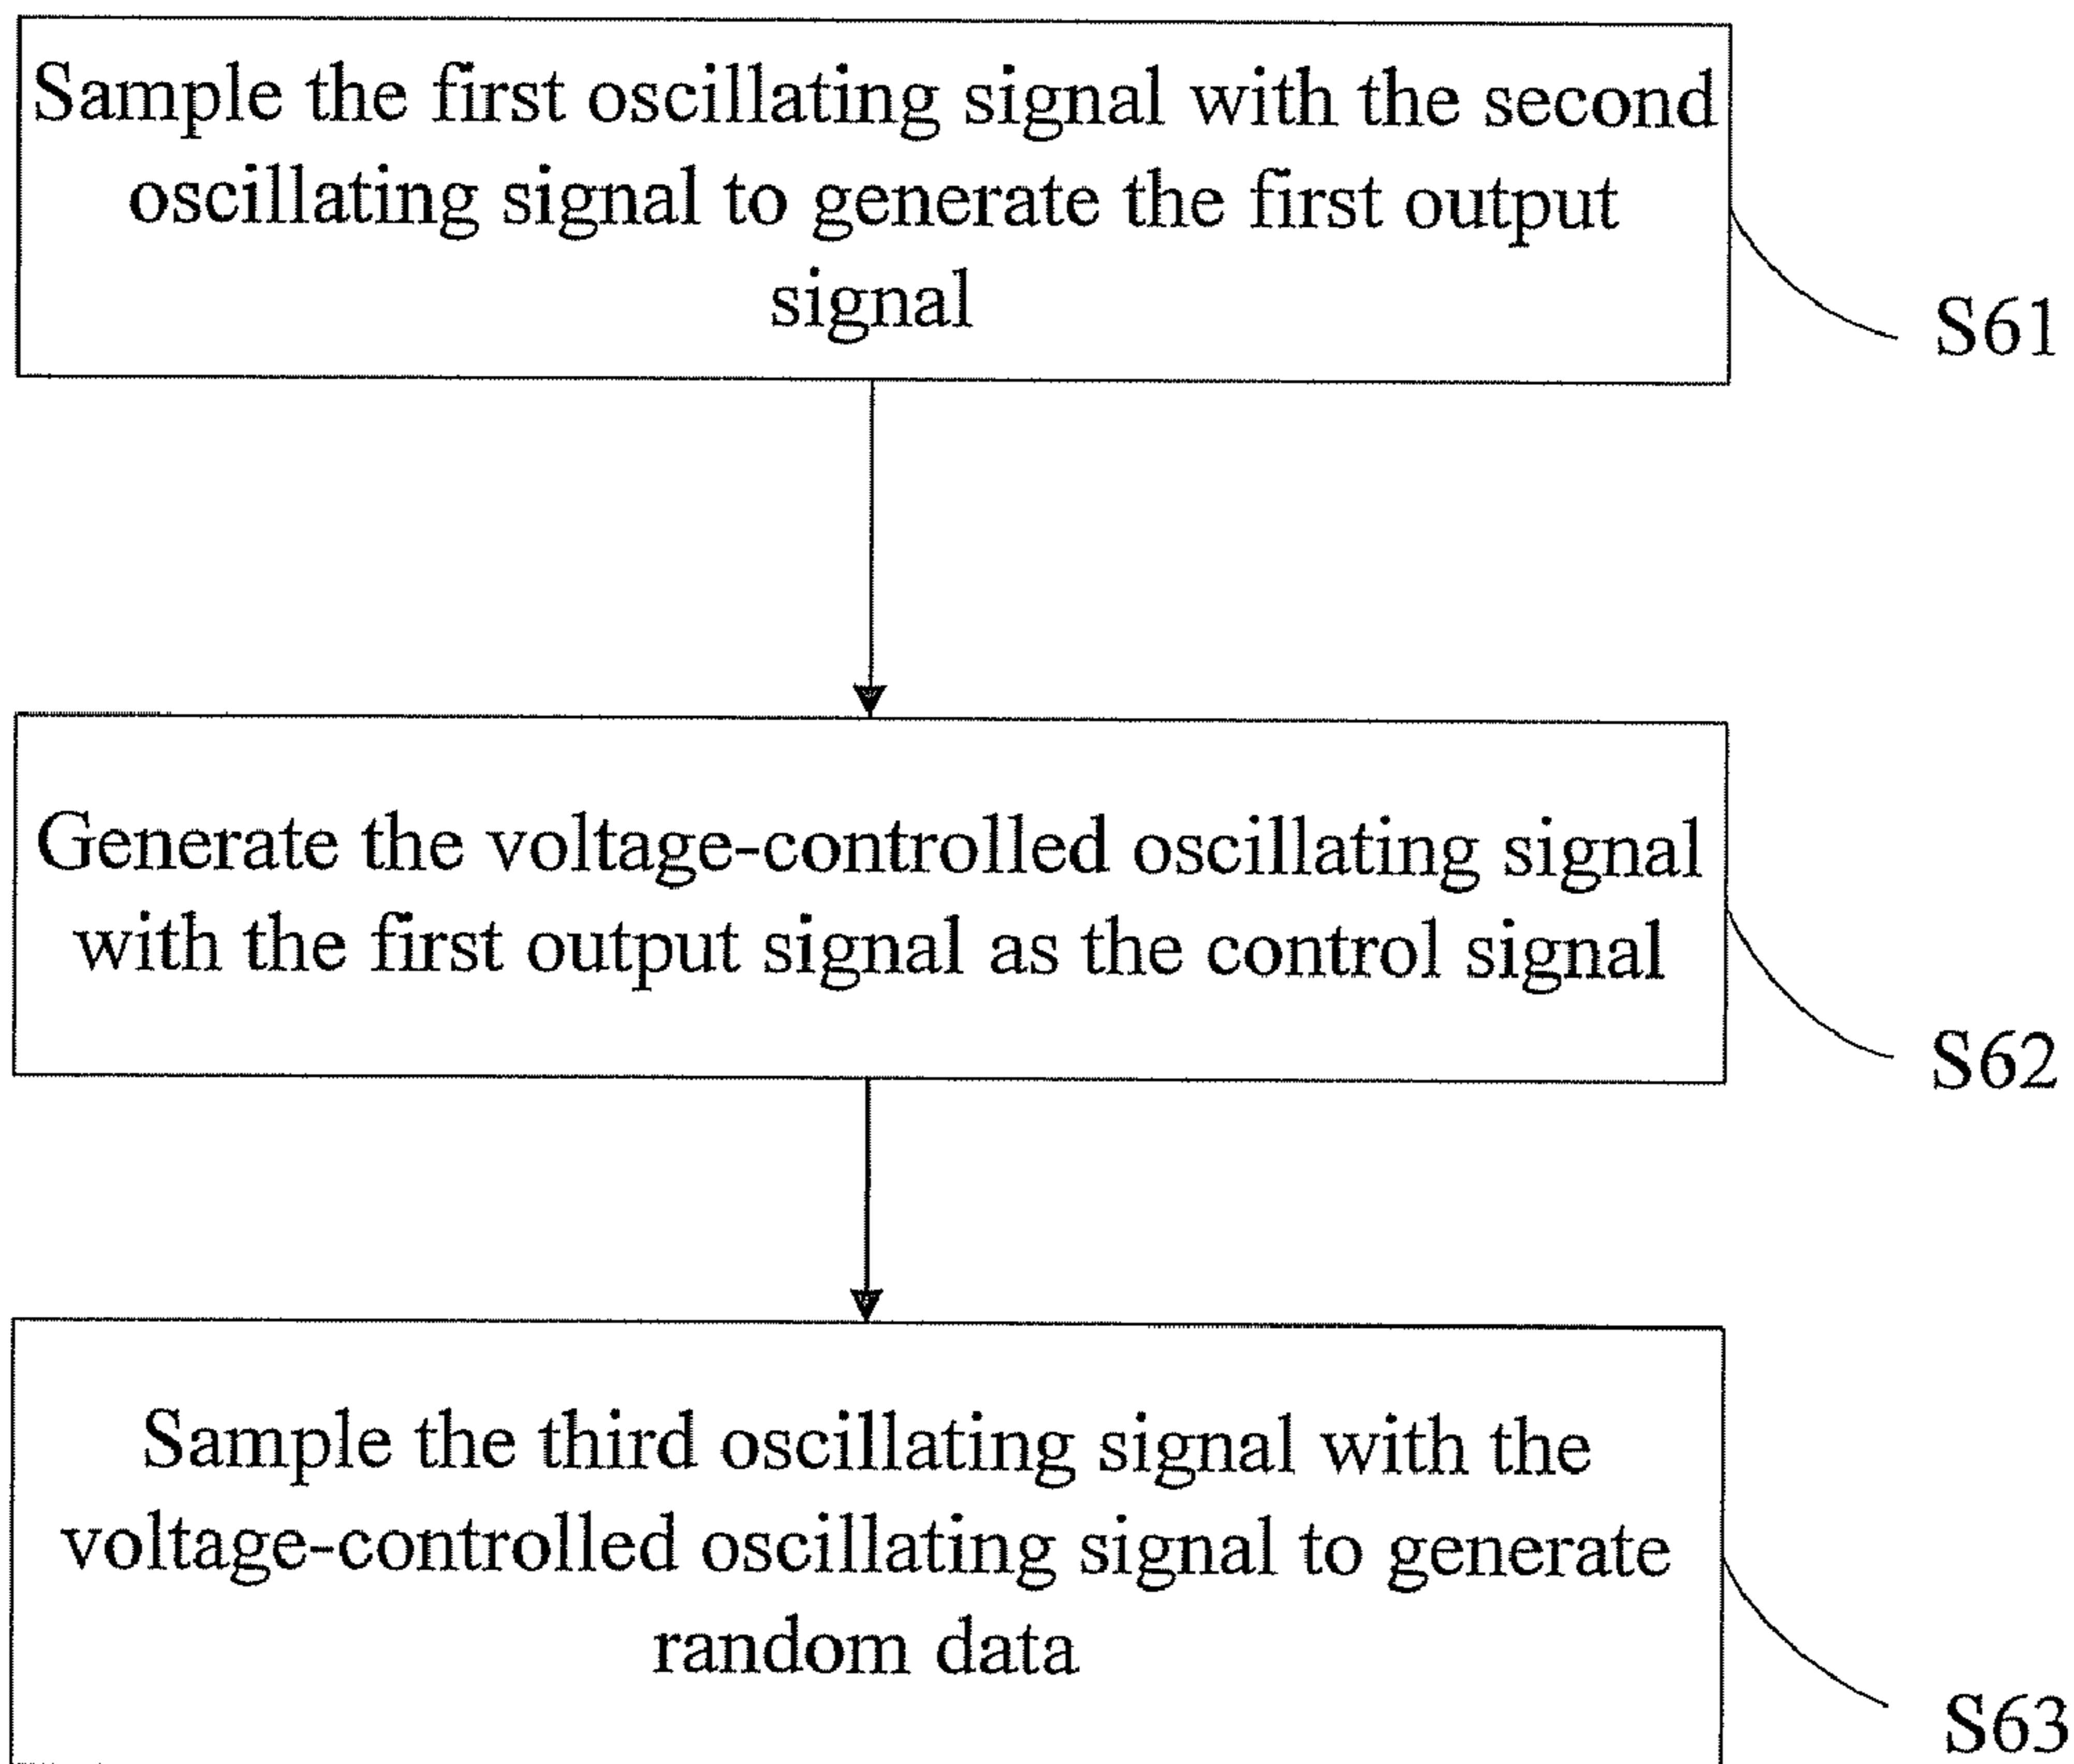 Sample the first oscillating signal with the second
oscillating signal to generate the first output
signal
S61
Generate the voltage-controlled oscillating signal
with the first output signal as the control signal
S62
Sample the third oscillating signal with the
voltage-controlled oscillating signal to generate
random data
S63